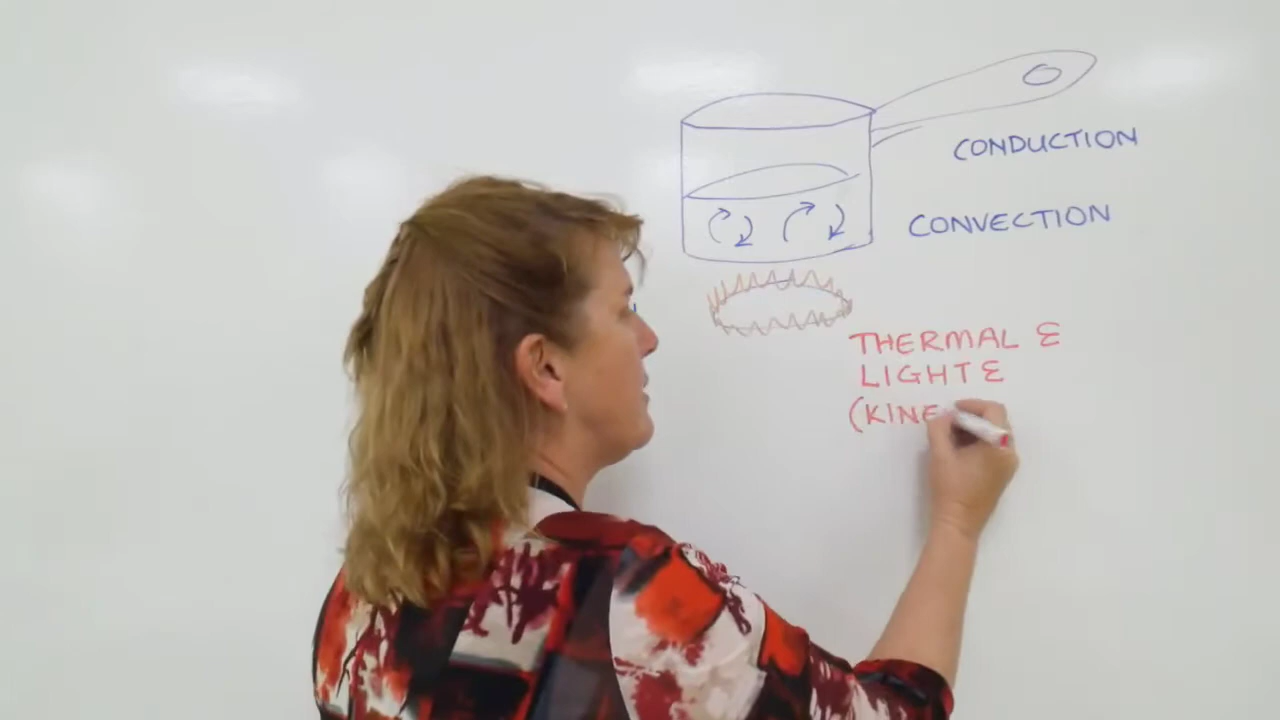 CONDUCTION
CONVECTION
THERMAL E
LIGHT E
(KINE